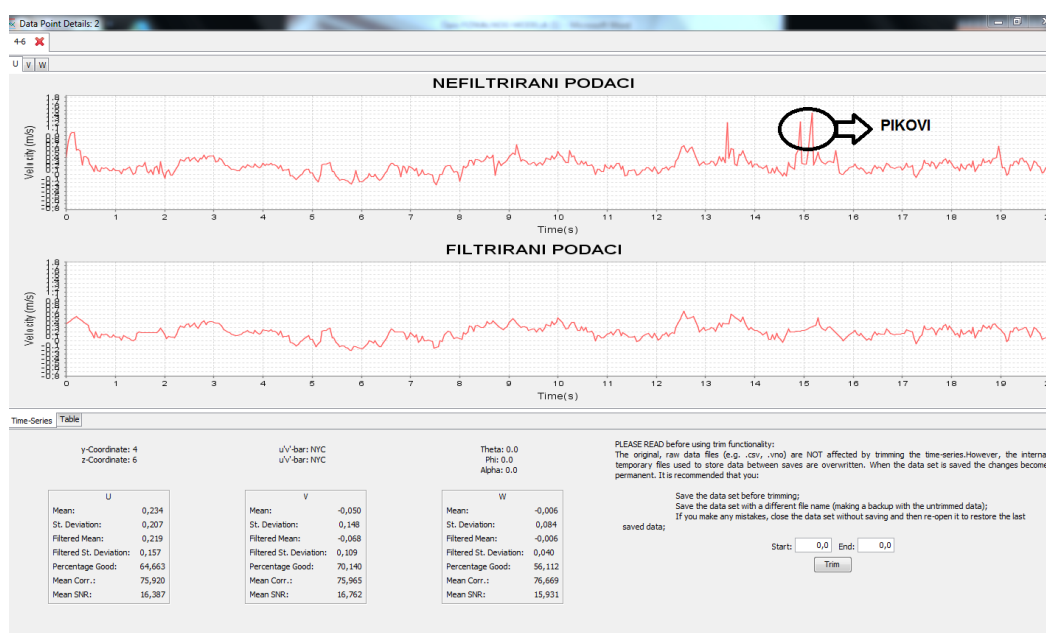 Data Point Details: 2
4-6
U V W
NEFILTRIRANI PODACI
PIKOVI
Velocity (m/s)
0 1 2 3 4 5 6 7 8 9 10 11 12 13 14 15 16 17 18 19
Time(s)
FILTRIRANI PODACI
Velocity (m/s)
0 1 2 3 4 5 6 7 8 9 10 11 12 13 14 15 16 17 18 19
Time(s)
Time-Series Table
y-Coordinate: 4
z-Coordinate: 6
u'v'-bar: NYC
u'v'-bar: NYC
Theta: 0.0
Phi: 0.0
Alpha: 0.0
U
Mean: 0,234
St. Deviation: 0,207
Filtered Mean: 0,219
Filtered St. Deviation: 0,157
Percentage Good: 64,663
Mean Corr.: 75,920
Mean SNR: 16,387
V
Mean: -0,050
St. Deviation: 0,148
Filtered Mean: -0,068
Filtered St. Deviation: 0,109
Percentage Good: 70,140
Mean Corr.: 75,965
Mean SNR: 16,762
W
Mean: -0,006
St. Deviation: 0,084
Filtered Mean: -0,006
Filtered St. Deviation: 0,040
Percentage Good: 56,112
Mean Corr.: 76,669
Mean SNR: 15,931
PLEASE READ before using trim functionality:
The original, raw data files (e.g. .csv, .vno) are NOT affected by trimming the time-series.However, the interna
temporary files used to store data between saves are overwritten. When the data set is saved the changes become
permanent. It is recommended that you:
Save the data set before trimming;
Save the data set with a different file name (making a backup with the untrimmed data);
If you make any mistakes, close the data set without saving and then re-open it to restore the last
saved data;
Start: 0,0 End: 0,0
Trim